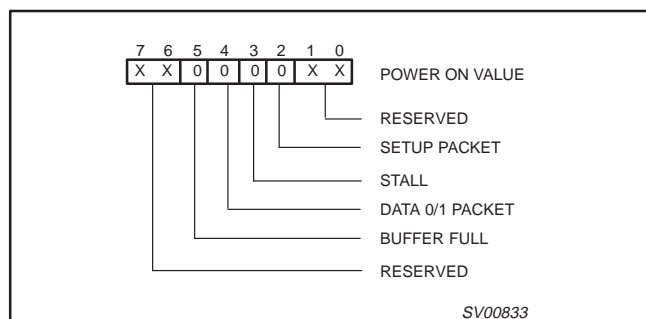 7 6 5 4 3 2 1 0
X X 0 0 0 0 X X POWER ON VALUE
RESERVED
SETUP PACKET
STALL
DATA 0/1 PACKET
BUFFER FULL
RESERVED
SV00833